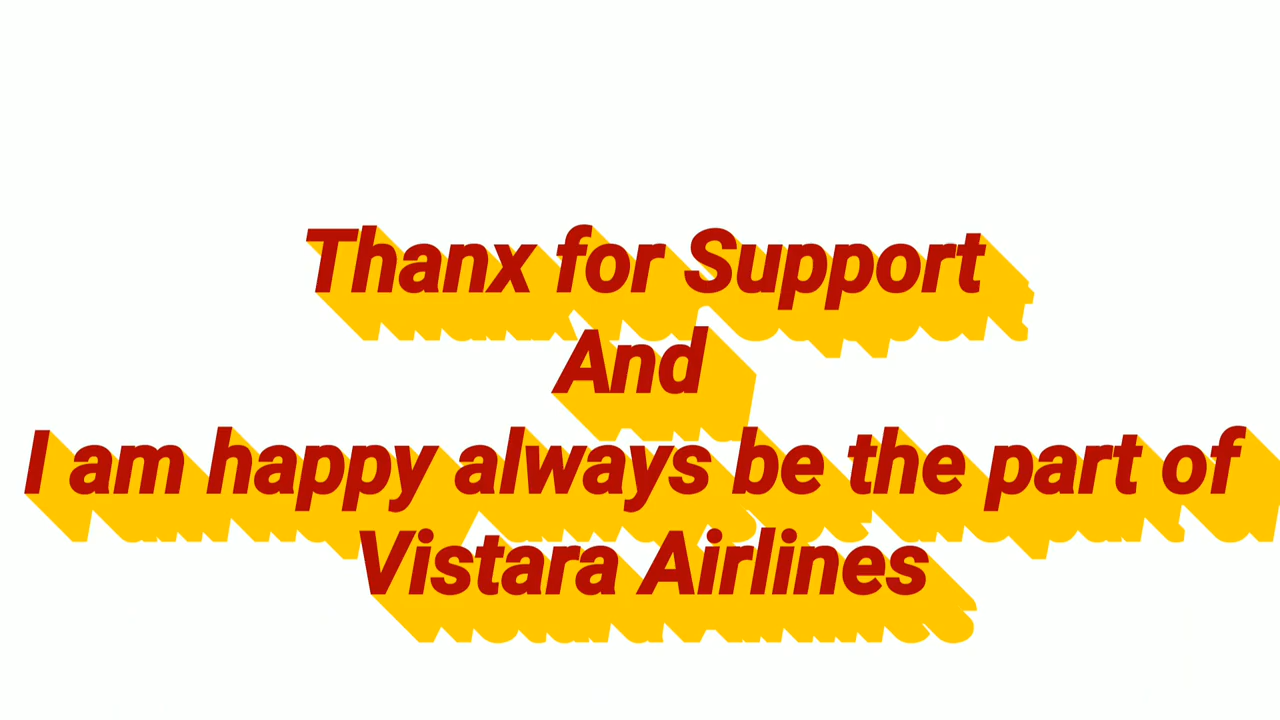 Thanx for Support
And
I am happy always be the part of
Vistara Airlines